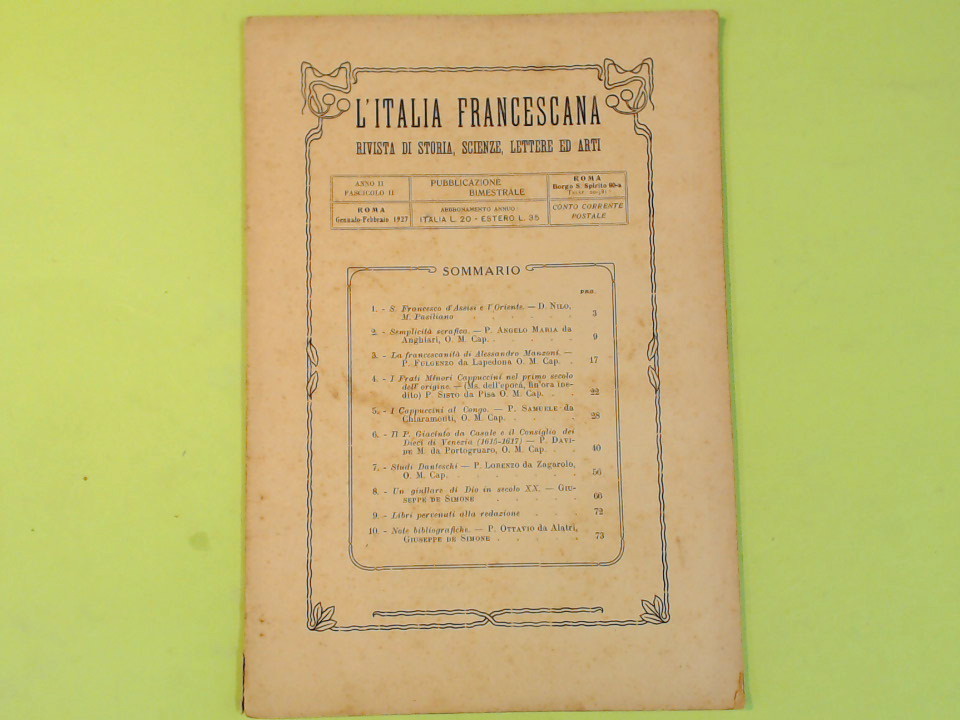 L'ITALIA FRANCESCANA
RIVISTA DI STORIA, SCIENZE, LETTERE ED ARTI
ANNO II
FASCICOLO II
PUBBLICAZIONE
BIMESTRALE
ROMA
Borgo S. Spirito 90-a
ROMA
Gennaio-Febbraio 1927
ABBONAMENTO ANNUO
ITALIA L. 20 - ESTERO L. 35
CONTO CORRENTE
POSTALE
SOMMARIO
PAG.
1. - S. Francesco d'Assisi e l'Oriente. — D. NILO,
M. Pasiliano . . . . . . . 3
2. - Semplicità serafica. — P. ANGELO MARIA da
Anghiari, O. M. Cap. . . . . . 9
3. - La francescanità di Alessandro Manzoni. —
P. FULGENZO da Lapedona O. M. Cap. . 17
4. - I Frati Minori Cappuccini nel primo secolo
dell'origine. — (Ms. dell'epoca, fin'ora ine-
dito) P. SISTO da Pisa O. M. Cap. . . 22
5. - I Cappuccini al Congo. — P. SAMUELE da
Chiaramonti, O. M. Cap. . . . . 28
6. - Il P. Giacinto da Casale e il Consiglio dei
Dieci di Venezia (1615-1617) — P. DAVI-
DE M. da Portogruaro, O. M. Cap. . . 40
7. - Studi Danteschi — P. LORENZO da Zagarolo,
O. M. Cap. . . . . . . . 56
8. - Un giullare di Dio in secolo XX. — GIU-
SEPPE DE SIMONE . . . . . 66
9. - Libri pervenuti alla redazione . . . . 72
10. - Note bibliografiche. — P. OTTAVIO da Alatri,
GIUSEPPE DE SIMONE . . . . . 73